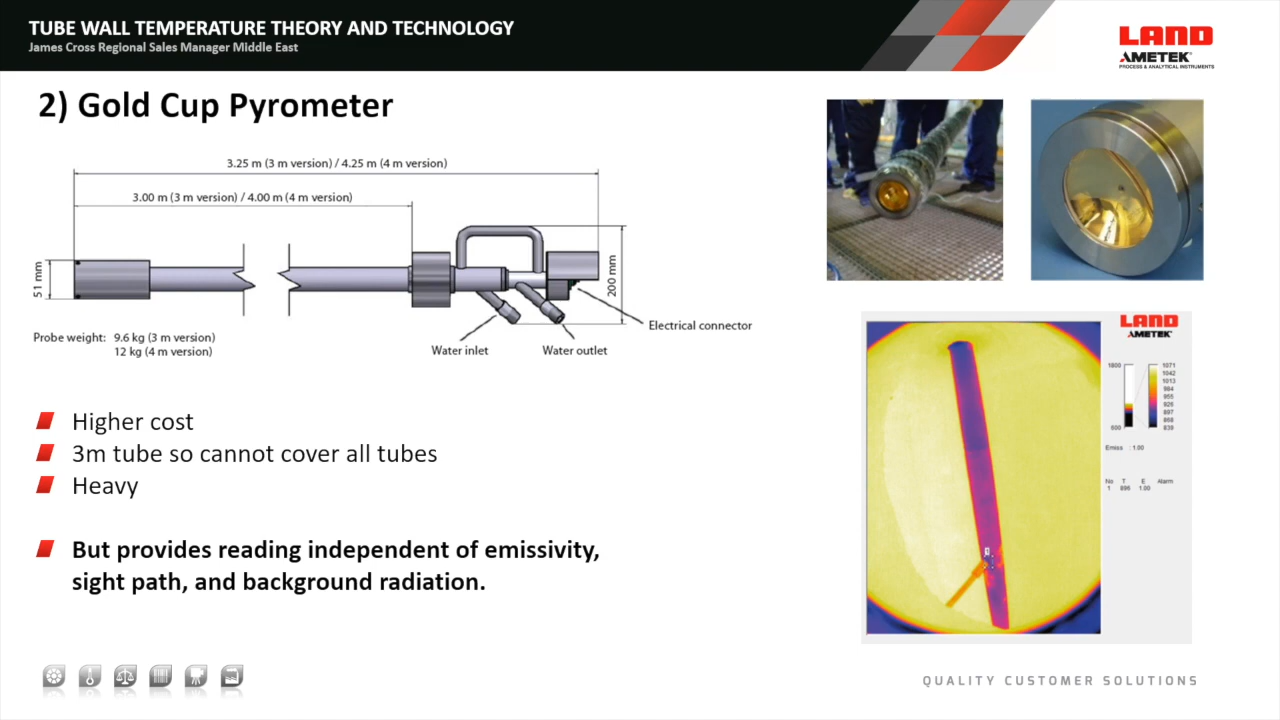 TUBE WALL TEMPERATURE THEORY AND TECHNOLOGY
James Cross Regional Sales Manager Middle East
LAND
AMETEK®
PROCESS & ANALYTICAL INSTRUMENTS
2) Gold Cup Pyrometer
3.25 m (3 m version) / 4.25 m (4 m version)
3.00 m (3 m version) / 4.00 m (4 m version)
51 mm
200 mm
Electrical connector
Probe weight: 9.6 kg (3 m version)
12 kg (4 m version)
Water inlet
Water outlet
Higher cost
3m tube so cannot cover all tubes
Heavy
But provides reading independent of emissivity,
sight path, and background radiation.
LAND
AMETEK
1800
600
1071
1042
1013
984
955
926
897
868
839
Emiss : 1.00
No T E Alarm
1 896 1.00
1
QUALITY CUSTOMER SOLUTIONS